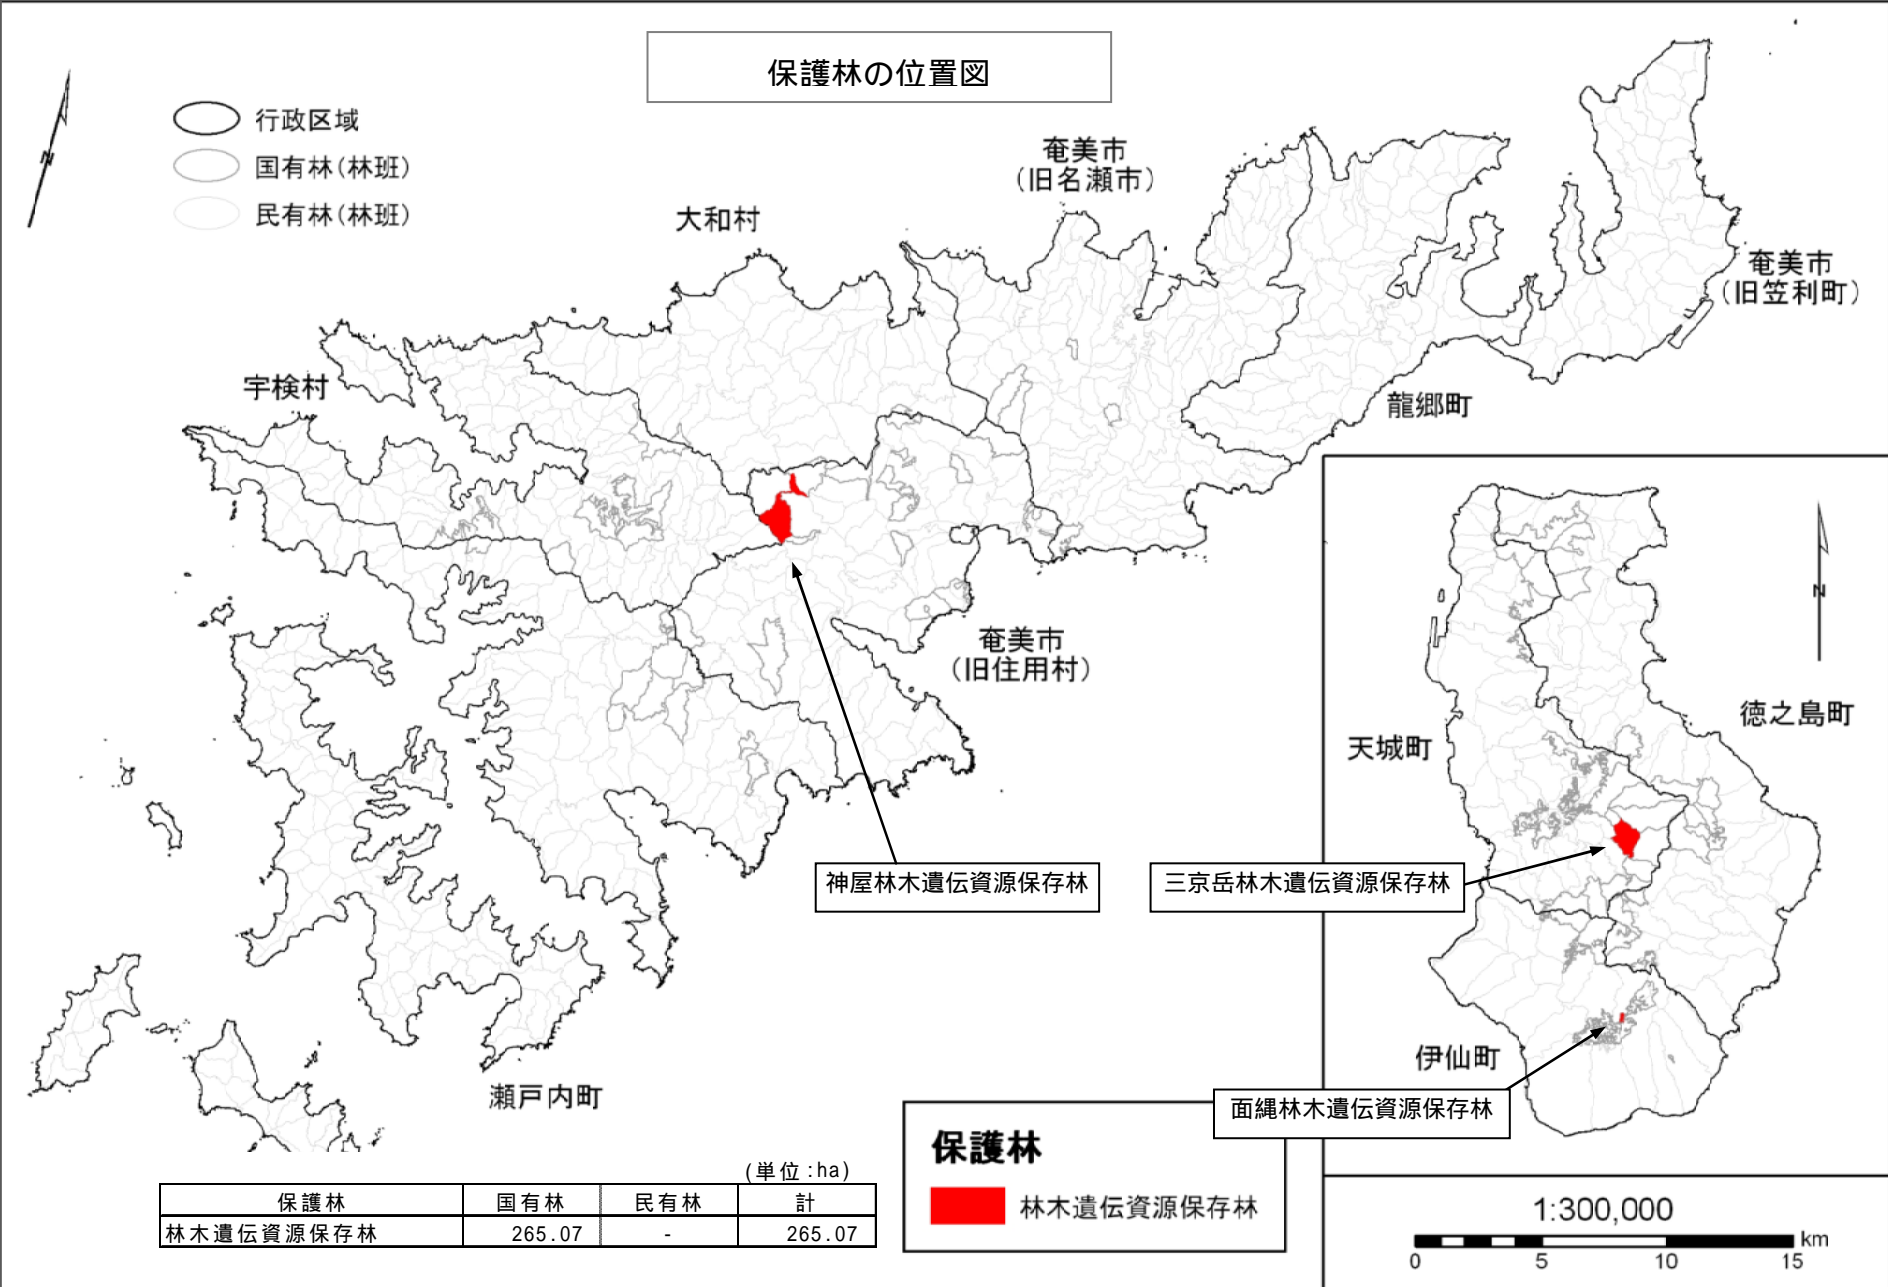 保護林の位置図
N
行政区域
国有林(林班)
民有林(林班)
奄美市
(旧名瀬市)
大和村
奄美市
(旧笠利町)
宇検村
龍郷町
奄美市
(旧住用村)
N
徳之島町
天城町
神屋林木遺伝資源保存林
三京岳林木遺伝資源保存林
伊仙町
面縄林木遺伝資源保存林
瀬戸内町
保護林
林木遺伝資源保存林
(単位:ha)
保護林 国有林 民有林 計
林木遺伝資源保存林 265.07 - 265.07
1:300,000
km
0 5 10 15